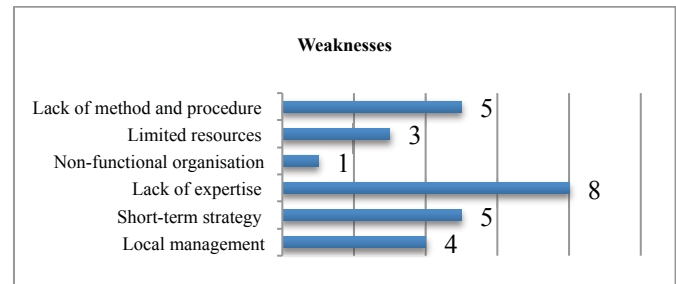 Weaknesses
Lack of method and procedure 5
Limited resources 3
Non-functional organisation 1
Lack of expertise 8
Short-term strategy 5
Local management 4